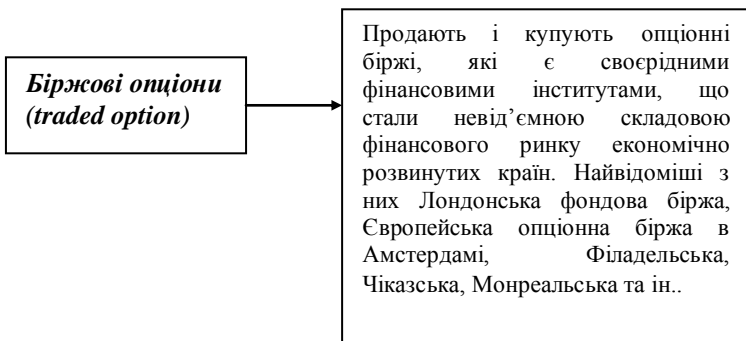 Біржові опціони
(traded option)
Продають і купують опціонні
біржі, які є своєрідними
фінансовими інститутами, що
стали невід’ємною складовою
фінансового ринку економічно
розвинутих країн. Найвідоміші з
них Лондонська фондова біржа,
Європейська опціонна біржа в
Амстердамі, Філадельська,
Чіказська, Монреальська та ін..